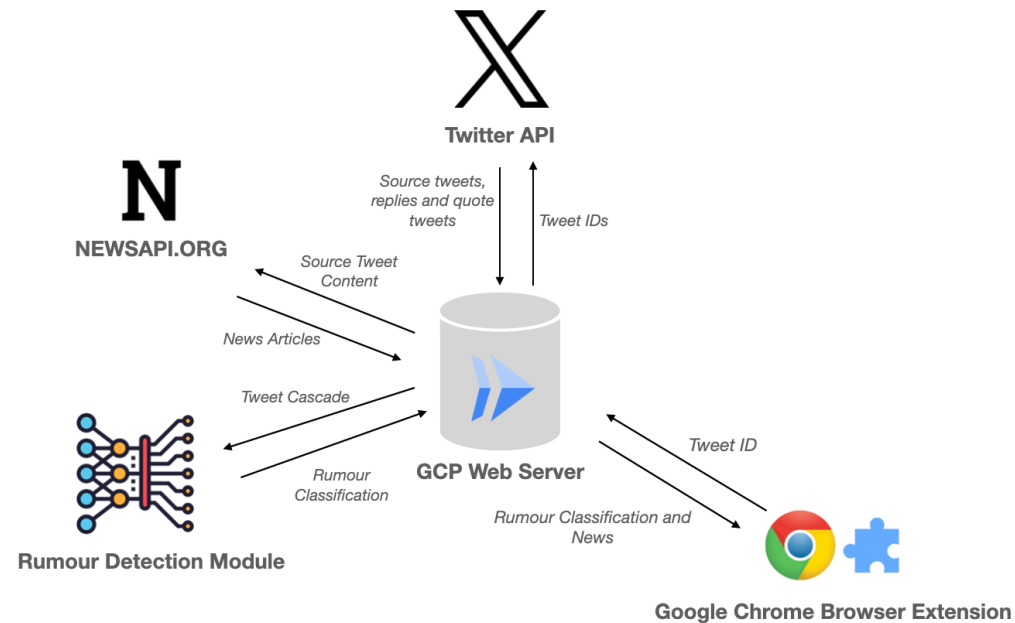 Twitter API
Source tweets,
replies and quote
tweets
Tweet IDs
N
NEWSAPI.ORG
Source Tweet
Content
News Articles
Tweet Cascade
Rumour
Classification
GCP Web Server
Tweet ID
Rumour Classification and
News
Rumour Detection Module
Google Chrome Browser Extension